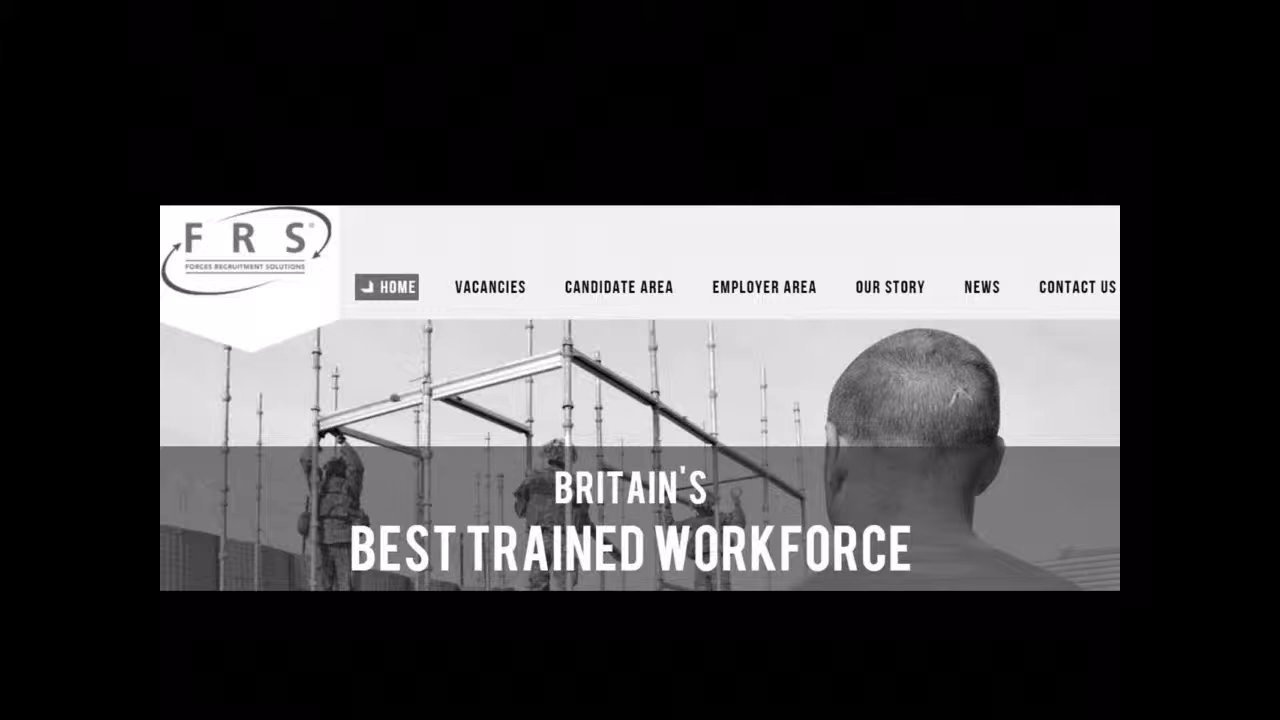 F R S®
FORCES RECRUITMENT SOLUTIONS
HOME VACANCIES CANDIDATE AREA EMPLOYER AREA OUR STORY NEWS CONTACT US
BRITAIN'S
BEST TRAINED WORKFORCE